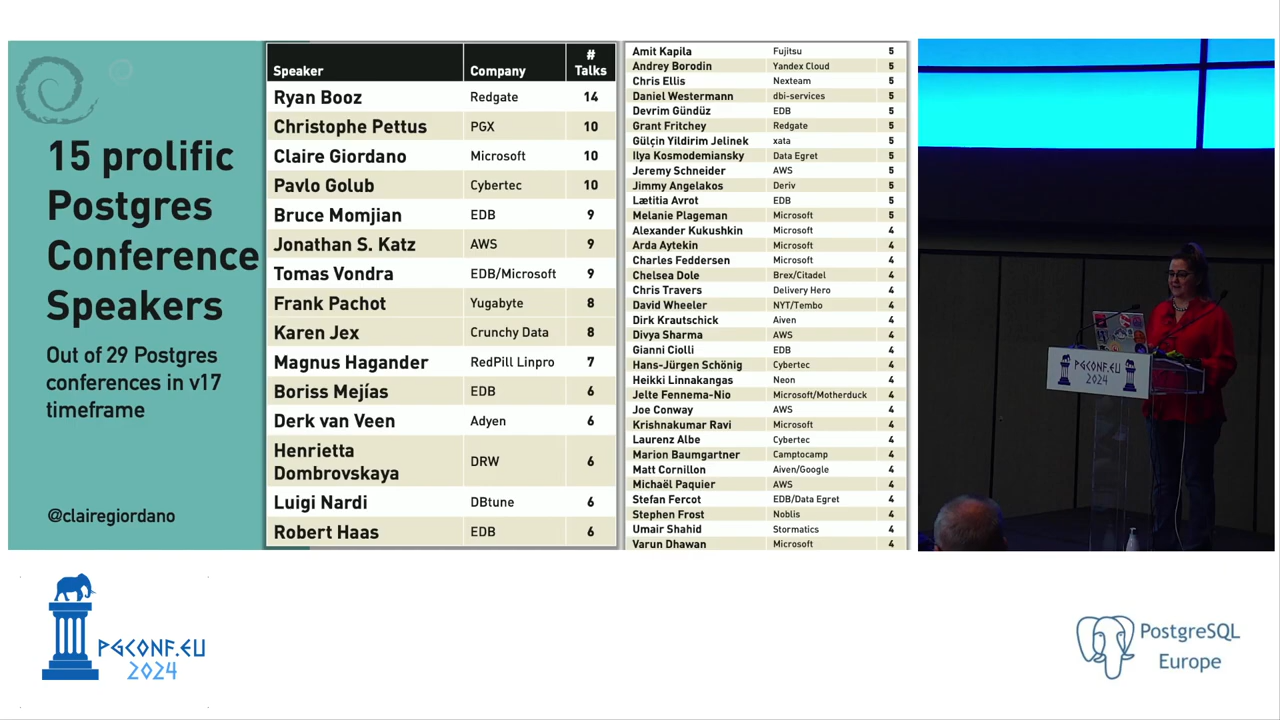 15 prolific
Postgres
Conference
Speakers
Out of 29 Postgres
conferences in v17
timeframe
@clairegiordano
Speaker Company # Talks
Ryan Booz Redgate 14
Christophe Pettus PGX 10
Claire Giordano Microsoft 10
Pavlo Golub Cybertec 10
Bruce Momjian EDB 9
Jonathan S. Katz AWS 9
Tomas Vondra EDB/Microsoft 9
Frank Pachot Yugabyte 8
Karen Jex Crunchy Data 8
Magnus Hagander RedPill Linpro 7
Boriss Mejías EDB 6
Derk van Veen Adyen 6
Henrietta Dombrovskaya DRW 6
Luigi Nardi DBtune 6
Robert Haas EDB 6
Amit Kapila Fujitsu 5
Andrey Borodin Yandex Cloud 5
Chris Ellis Nexteam 5
Daniel Westermann dbi-services 5
Devrim Gündüz EDB 5
Grant Fritchey Redgate 5
Gülçin Yildirim Jelinek xata 5
Ilya Kosmodemiansky Data Egret 5
Jeremy Schneider AWS 5
Jimmy Angelakos Deriv 5
Lætitia Avrot EDB 5
Melanie Plageman Microsoft 5
Alexander Kukushkin Microsoft 4
Arda Aytekin Microsoft 4
Charles Feddersen Microsoft 4
Chelsea Dole Brex/Citadel 4
Chris Travers Delivery Hero 4
David Wheeler NYT/Tembo 4
Dirk Krautschick Aiven 4
Divya Sharma AWS 4
Gianni Ciolli EDB 4
Hans-Jürgen Schönig Cybertec 4
Heikki Linnakangas Neon 4
Jelte Fennema-Nio Microsoft/Motherduck 4
Joe Conway AWS 4
Krishnakumar Ravi Microsoft 4
Laurenz Albe Cybertec 4
Marion Baumgartner Camptocamp 4
Matt Cornillon Aiven/Google 4
Michaël Paquier AWS 4
Stefan Fercot EDB/Data Egret 4
Stephen Frost Noblis 4
Umair Shahid Stormatics 4
Varun Dhawan Microsoft 4
PGCONF.EU
2024
PGCONF.EU
2024
PostgreSQL
Europe